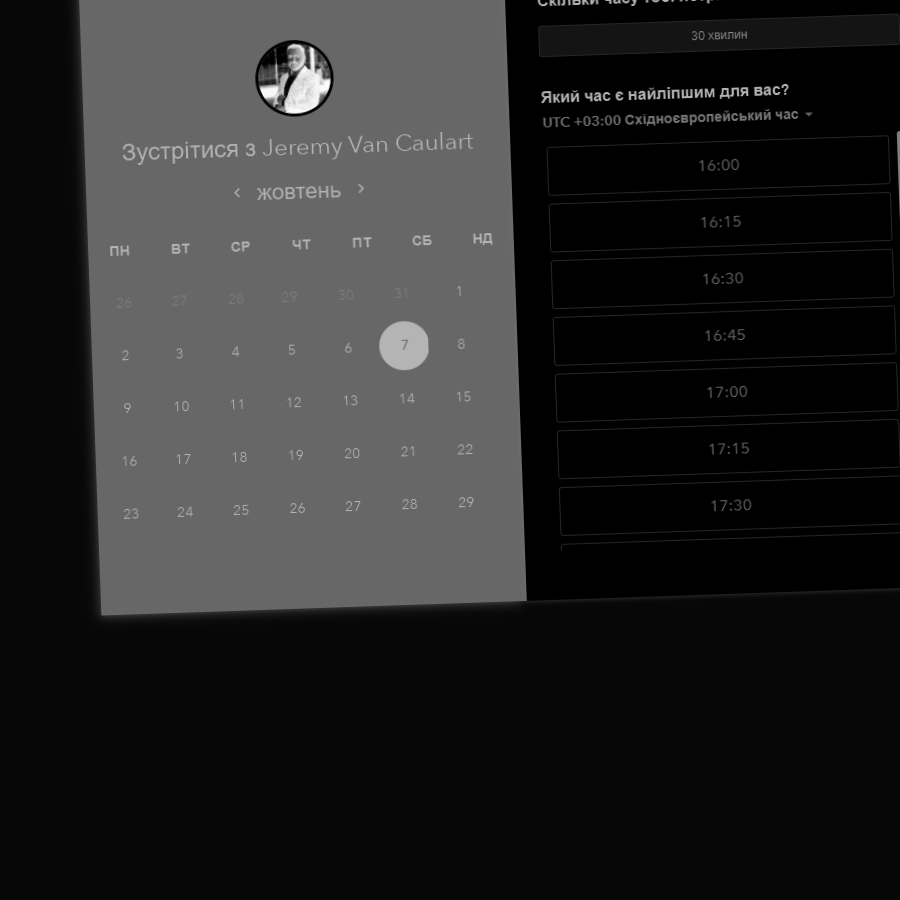 Зустрітися з Jeremy Van Caulart
жовтень
ПН ВТ СР ЧТ ПТ СБ НД
26 27 28 29 30 31 1
2 3 4 5 6 7 8
9 10 11 12 13 14 15
16 17 18 19 20 21 22
23 24 25 26 27 28 29
Скільки часу
30 хвилин
Який час є найліпшим для вас?
UTC +03:00 Східноєвропейський час
16:00
16:15
16:30
16:45
17:00
17:15
17:30